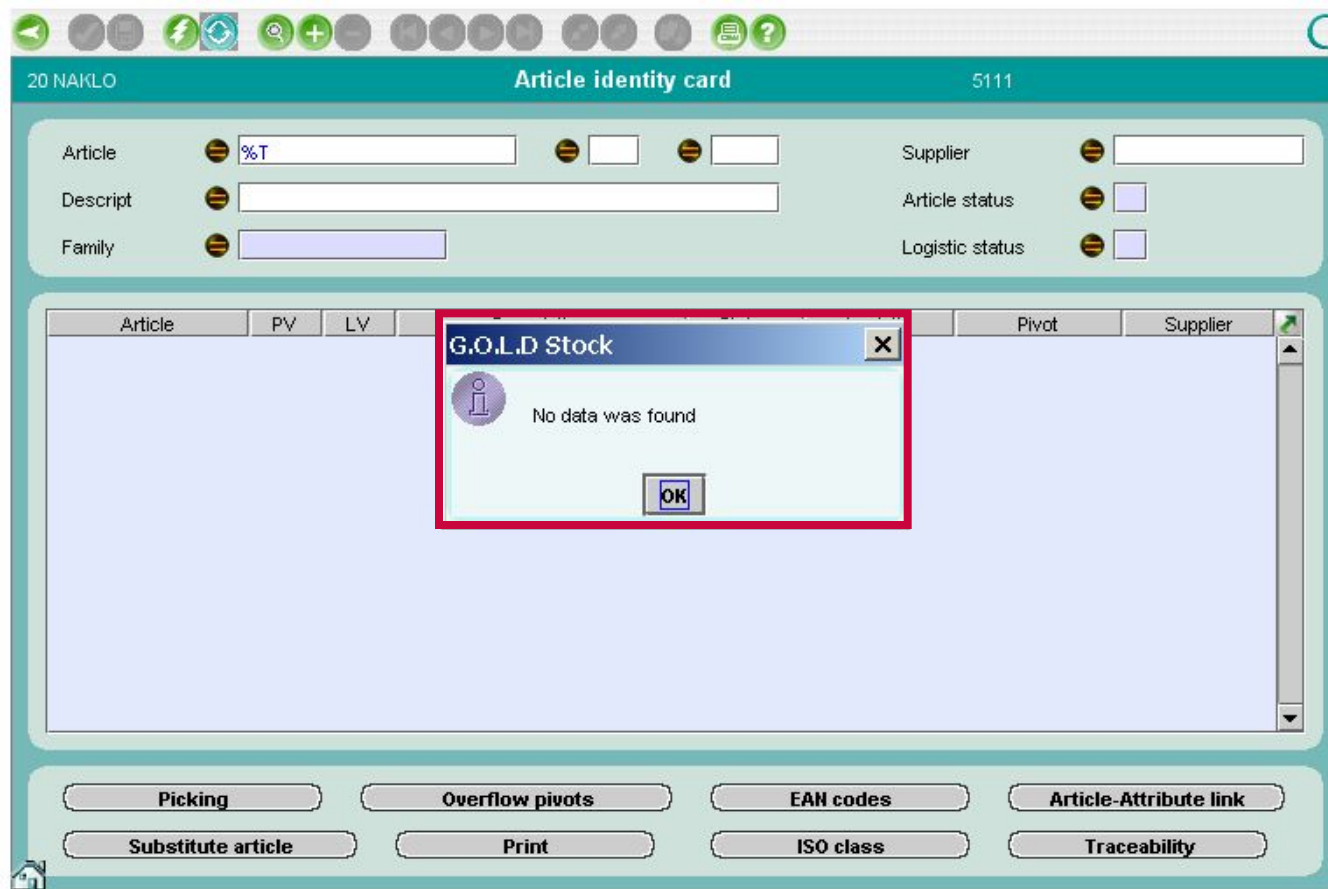 20 NAKLO Article identity card 5111
Article %T Supplier
Descript Article status
Family Logistic status
Article PV LV Pivot Supplier
G.O.L.D Stock
No data was found
OK
Picking Overflow pivots EAN codes Article-Attribute link
Substitute article Print ISO class Traceability